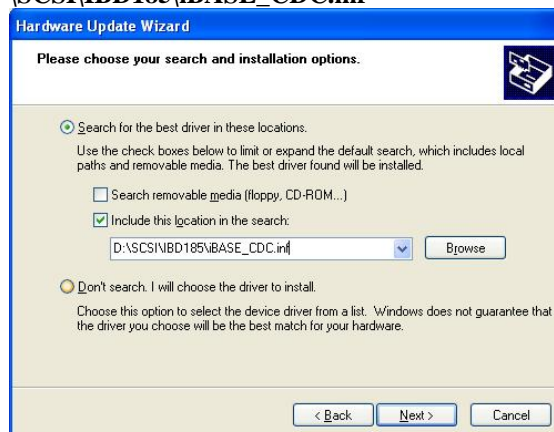 \SCSI\IBD185\iBASE_CDC.inf
Hardware Update Wizard
Please choose your search and installation options.
Search for the best driver in these locations.
Use the check boxes below to limit or expand the default search, which includes local
paths and removable media. The best driver found will be installed.
Search removable media (floppy, CD-ROM...)
Include this location in the search:
D:\SCSI\IBD185\iBASE_CDC.inf
Browse
Don't search. I will choose the driver to install.
Choose this option to select the device driver from a list. Windows does not guarantee that
the driver you choose will be the best match for your hardware.
< Back Next > Cancel